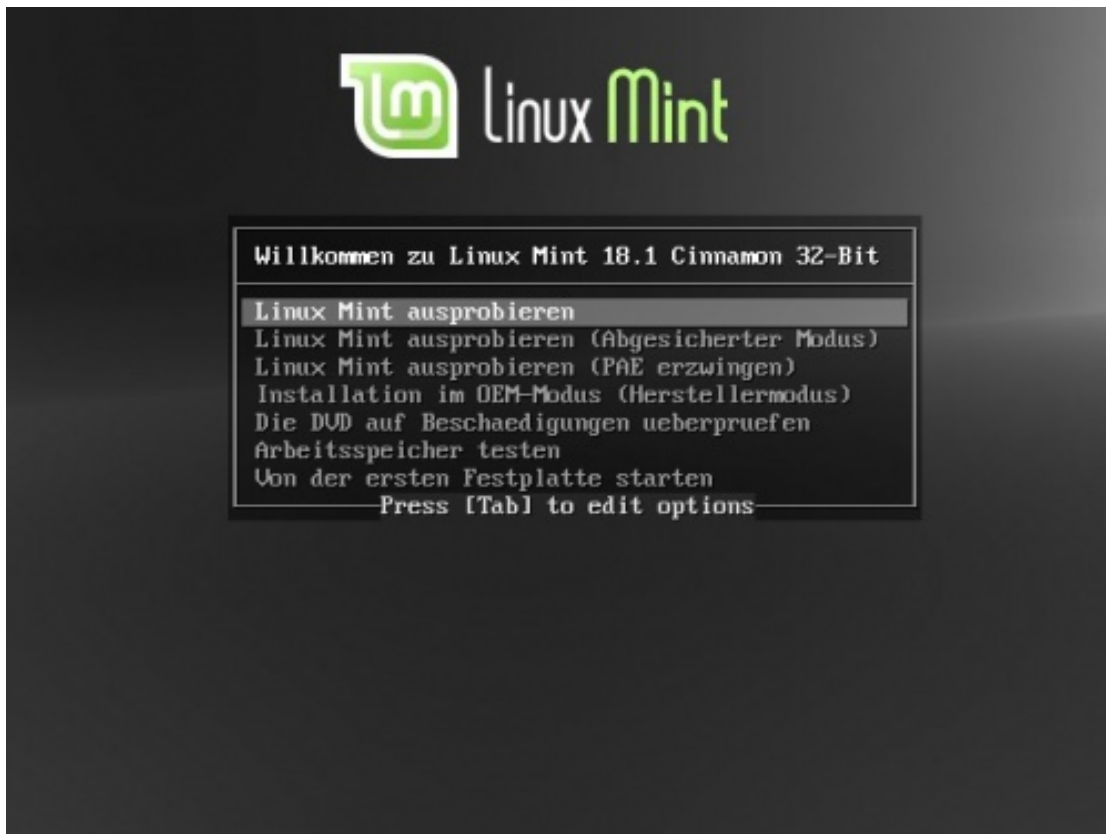 lm Linux Mint
Willkommen zu Linux Mint 18.1 Cinnamon 32-Bit
Linux Mint ausprobieren
Linux Mint ausprobieren (Abgesicherter Modus)
Linux Mint ausprobieren (PAE erzwingen)
Installation im OEM-Modus (Herstellermodus)
Die DVD auf Beschaedigungen ueberpruefen
Arbeitsspeicher testen
Von der ersten Festplatte starten
Press [Tab] to edit options